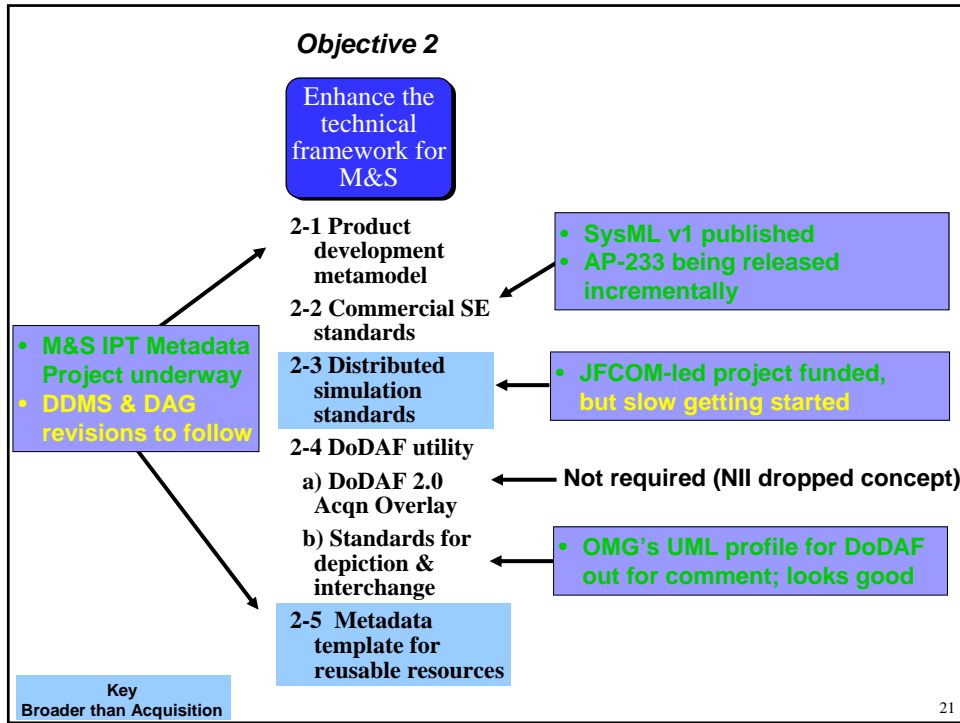 Objective 2
Enhance the
technical
framework for
M&S
2-1 Product
development
metamodel
2-2 Commercial SE
standards
2-3 Distributed
simulation
standards
2-4 DoDAF utility
a) DoDAF 2.0
Acqn Overlay
b) Standards for
depiction &
interchange
2-5 Metadata
template for
reusable resources
• M&S IPT Metadata
Project underway
• DDMS & DAG
revisions to follow
• SysML v1 published
• AP-233 being released
incrementally
• JFCOM-led project funded,
but slow getting started
Not required (NII dropped concept)
• OMG's UML profile for DoDAF
out for comment; looks good
Key
Broader than Acquisition
21